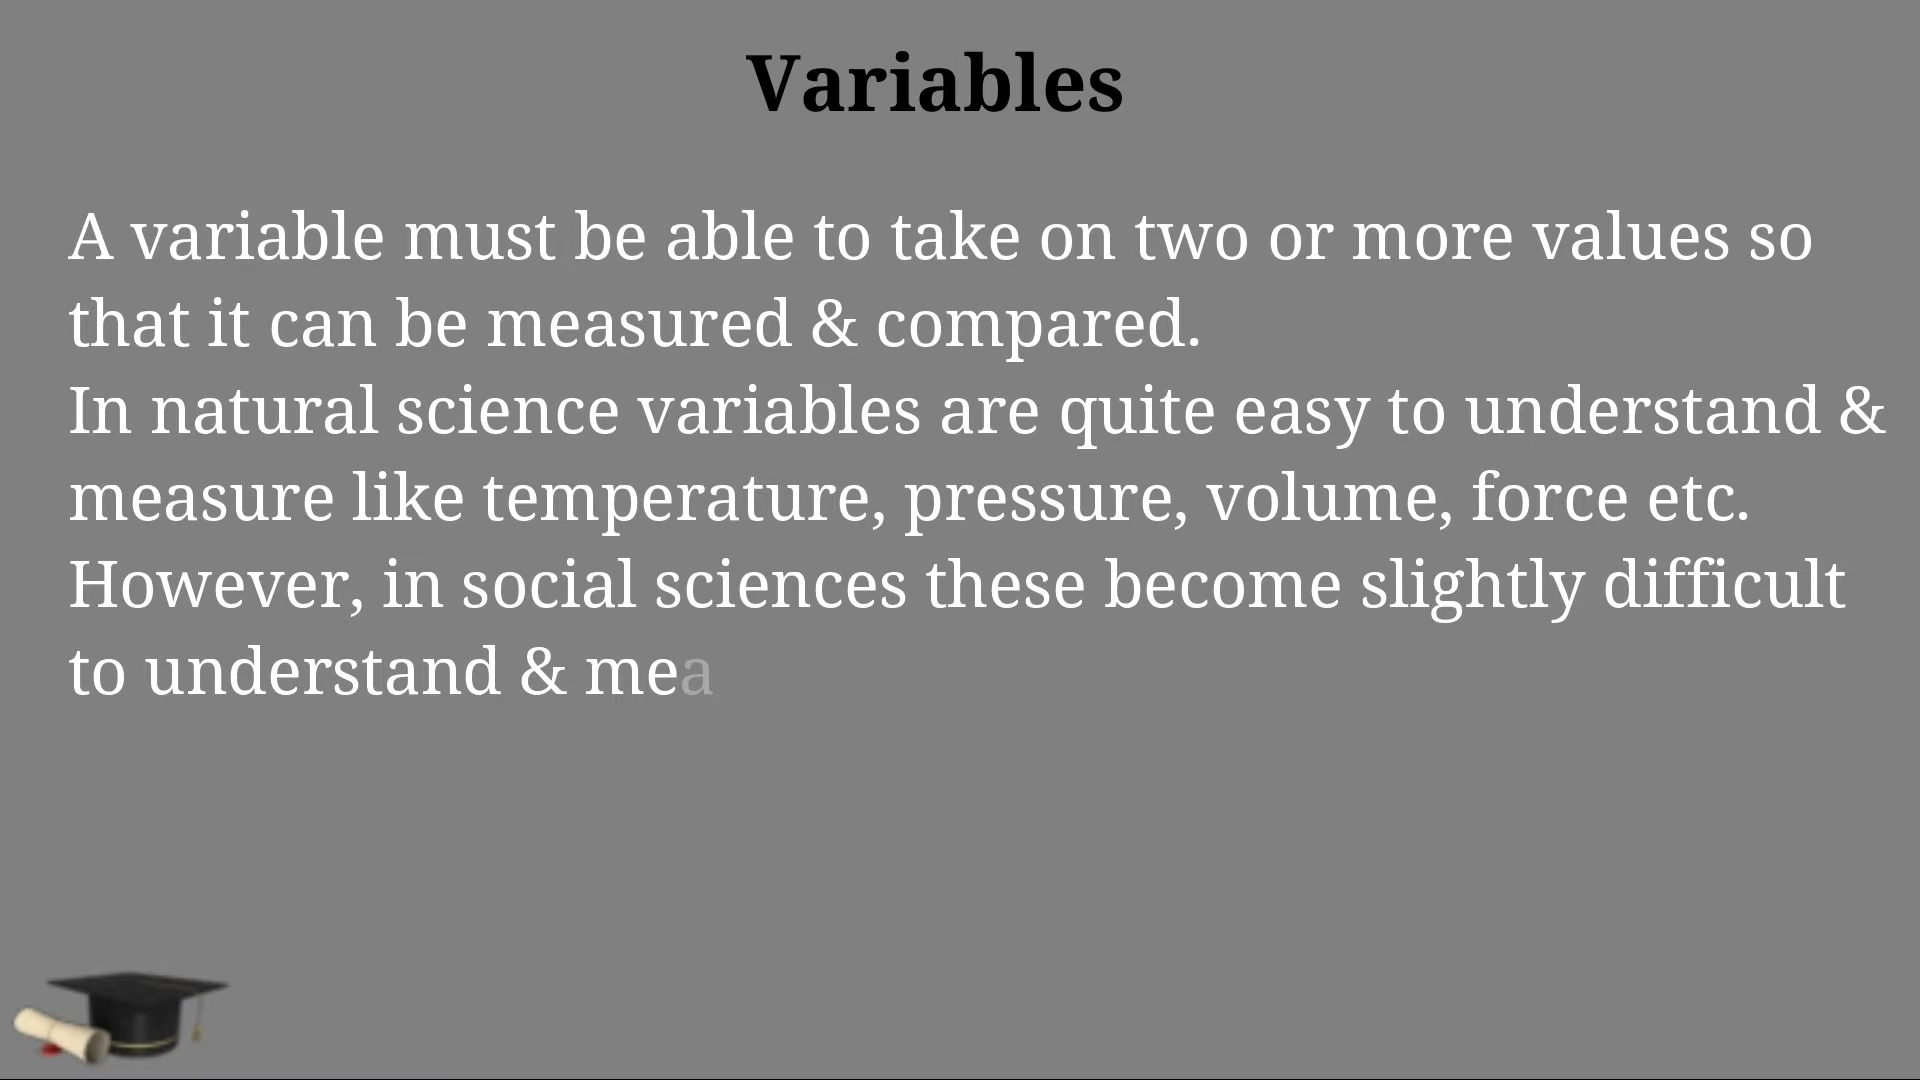 Variables
A variable must be able to take on two or more values so
that it can be measured & compared.
In natural science variables are quite easy to understand &
measure like temperature, pressure, volume, force etc.
However, in social sciences these become slightly difficult
to understand & mea